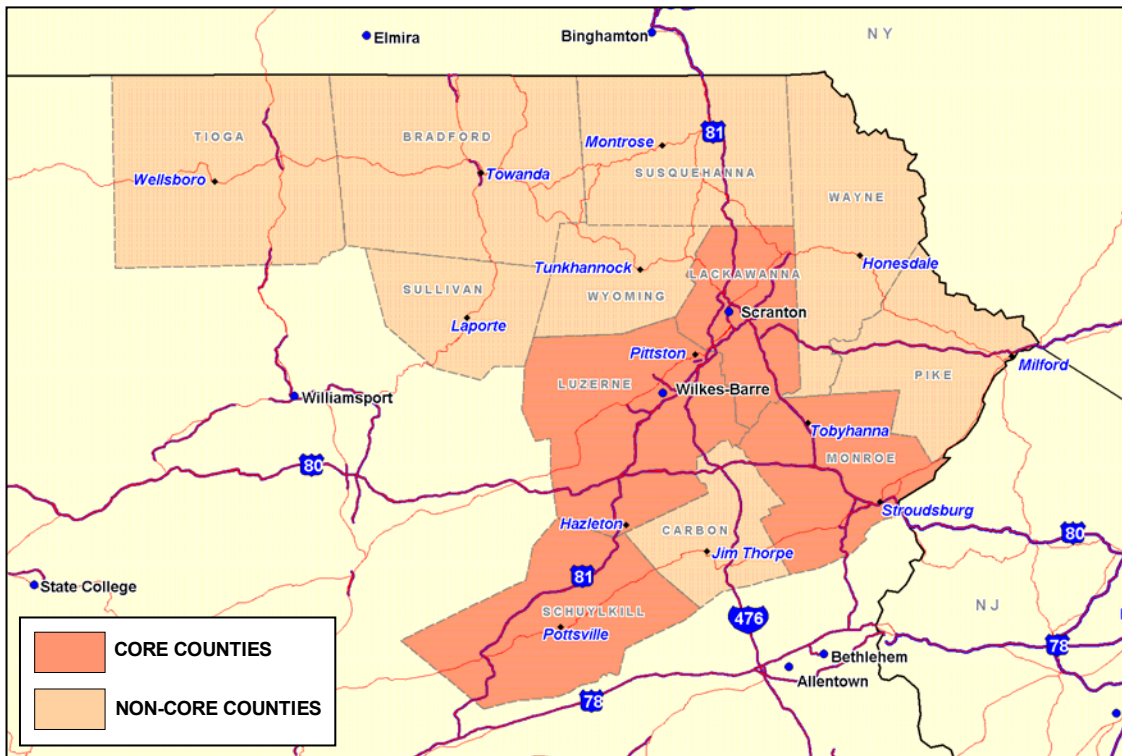 Elmira
Binghamton
NY
TIOGA
BRADFORD
Montrose
81
SUSQUEHANNA
Wellsboro
Towanda
WAYNE
Tunkhannock
LACKAWANNA
Honesdale
SULLIVAN
WYOMING
Laporte
Scranton
Pittston
Milford
LUZERNE
PIKE
Williamsport
Wilkes-Barre
Tobyhanna
80
MONROE
Stroudsburg
Hazleton
CARBON
80
Jim Thorpe
State College
81
NJ
SCHUYLKILL
476
Pottsville
78
Bethlehem
Allentown
78
CORE COUNTIES
NON-CORE COUNTIES